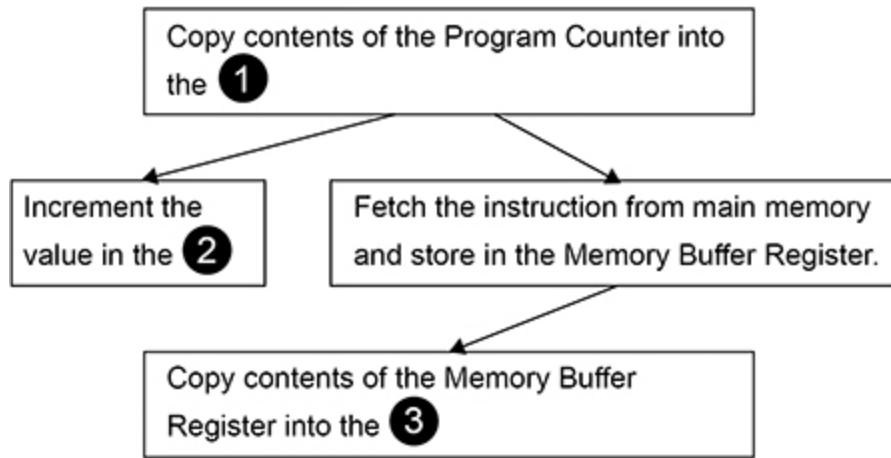 Copy contents of the Program Counter into
the 1
Increment the
value in the 2
Fetch the instruction from main memory
and store in the Memory Buffer Register.
Copy contents of the Memory Buffer
Register into the 3